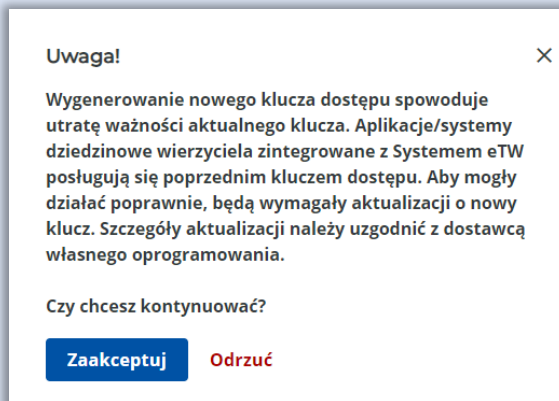 Uwaga!
Wygenerowanie nowego klucza dostępu spowoduje
utratę ważności aktualnego klucza. Aplikacje/systemy
dziedzinowe wierzyciela zintegrowane z Systemem eTW
posługują się poprzednim kluczem dostępu. Aby mogły
działać poprawnie, będą wymagały aktualizacji o nowy
klucz. Szczegóły aktualizacji należy uzgodnić z dostawcą
własnego oprogramowania.
Czy chcesz kontynuować?
Zaakceptuj Odrzuć